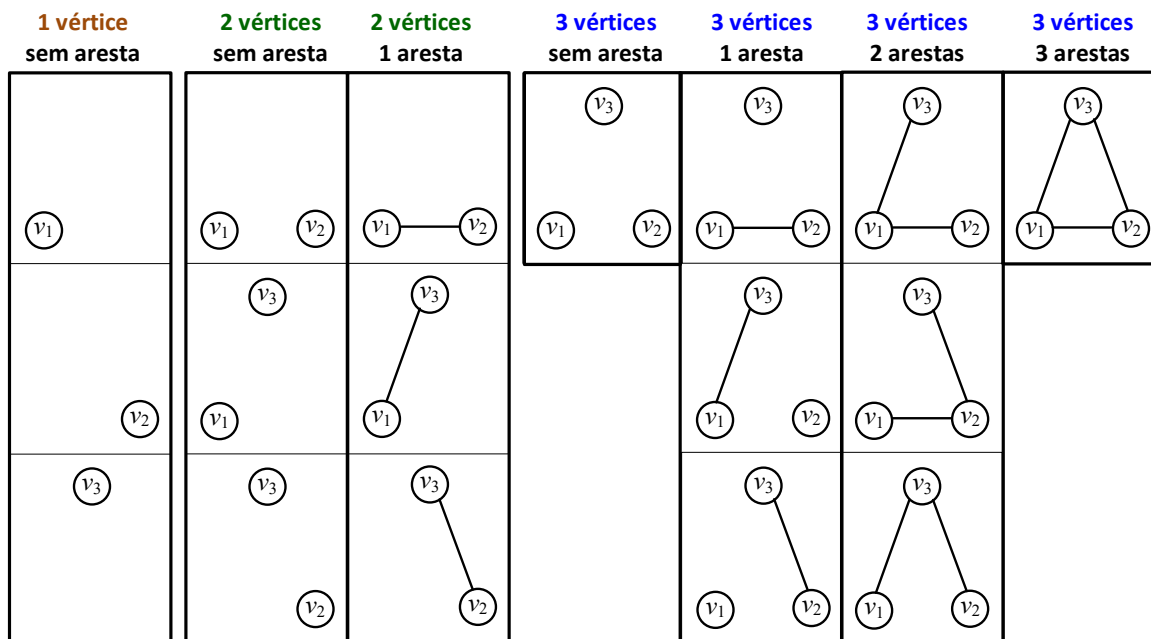 1 vértice 2 vértices 2 vértices 3 vértices 3 vértices 3 vértices 3 vértices
sem aresta sem aresta 1 aresta sem aresta 1 aresta 2 arestas 3 arestas
v3 v3 v3 v3
v1 v1 v2 v1 v2 v1 v2 v1 v2 v1 v2 v1 v2
v3 v3 v3 v3
v2 v1 v1 v1 v2 v1 v2
v3 v3 v3 v3 v3
v2 v2 v1 v2 v1 v2